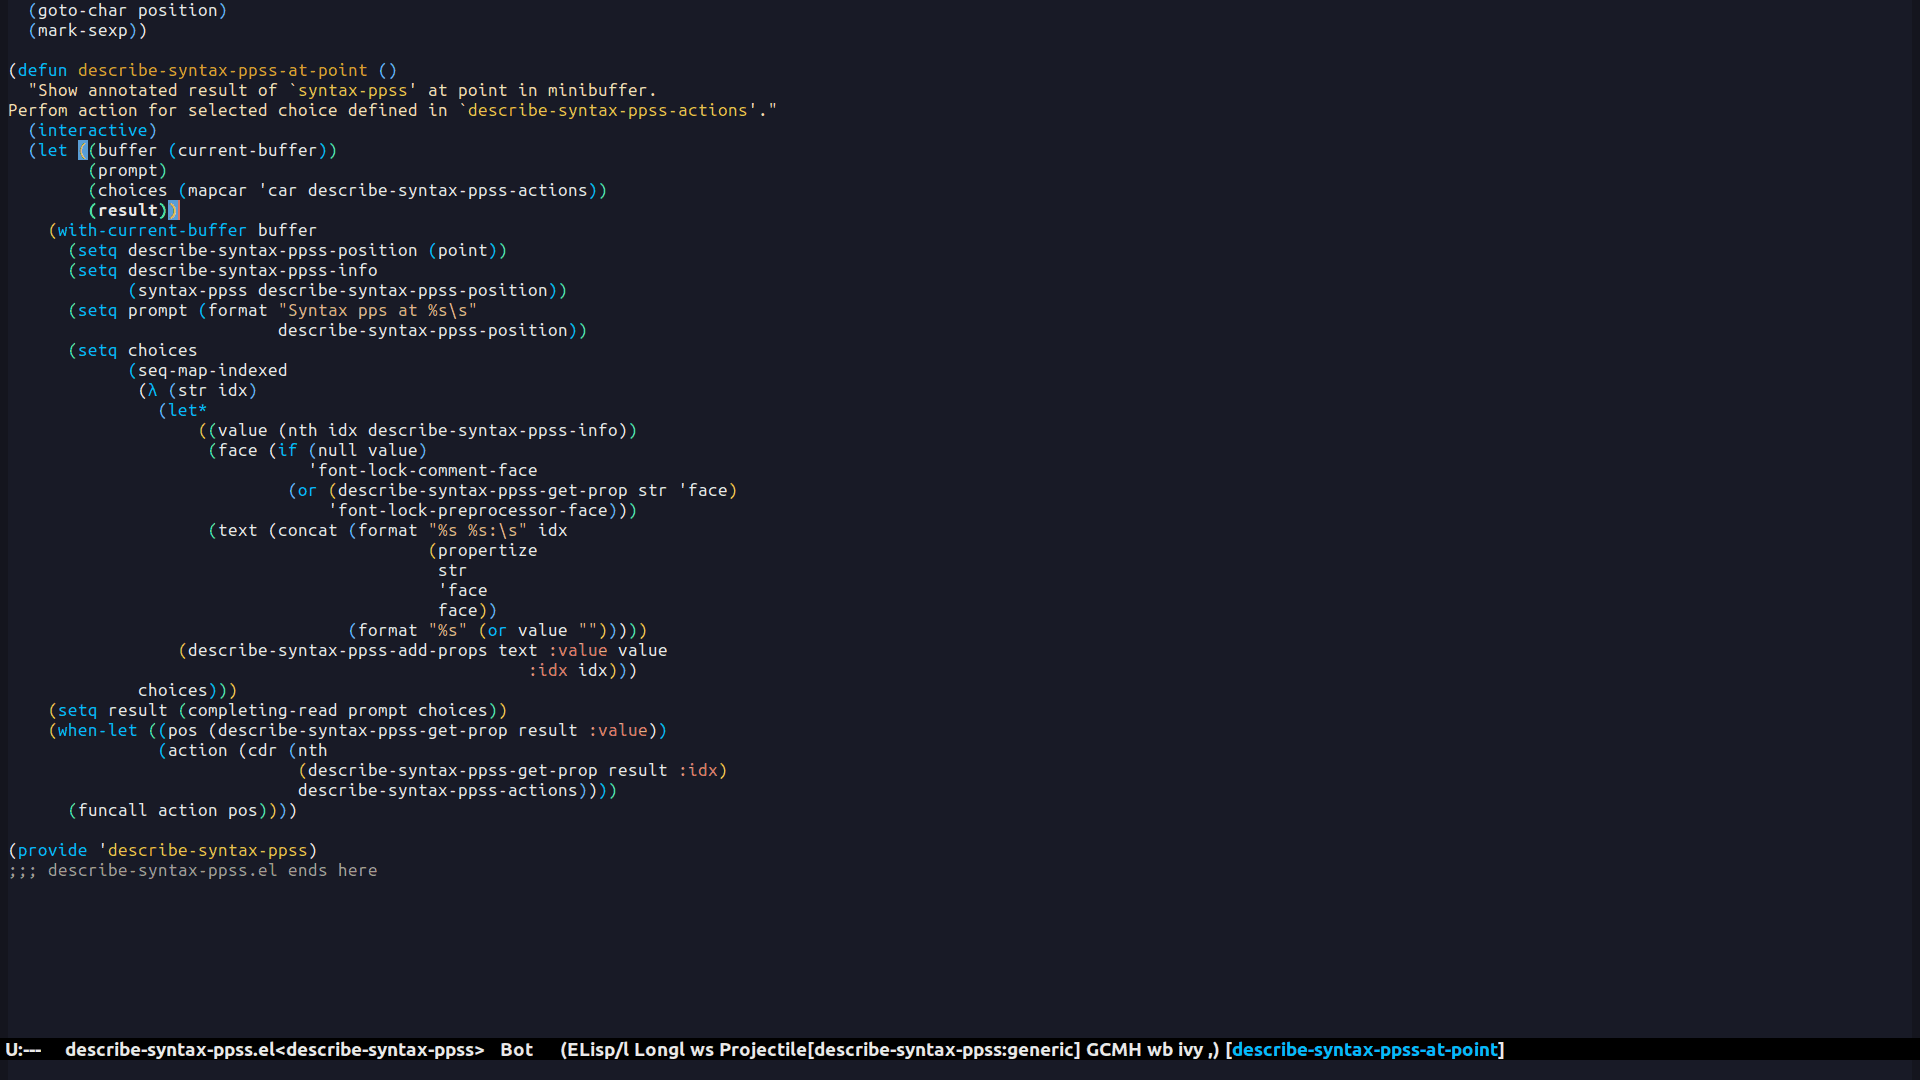 (goto-char position)
  (mark-sexp))

(defun describe-syntax-ppss-at-point ()
  "Show annotated result of `syntax-ppss' at point in minibuffer.
Perfom action for selected choice defined in `describe-syntax-ppss-actions'."
  (interactive)
  (let ((buffer (current-buffer))
        (prompt)
        (choices (mapcar 'car describe-syntax-ppss-actions))
        (result))
    (with-current-buffer buffer
      (setq describe-syntax-ppss-position (point))
      (setq describe-syntax-ppss-info
            (syntax-ppss describe-syntax-ppss-position))
      (setq prompt (format "Syntax pps at %s\s"
                           describe-syntax-ppss-position))
      (setq choices
            (seq-map-indexed
             (λ (str idx)
               (let*
                   ((value (nth idx describe-syntax-ppss-info))
                    (face (if (null value)
                              'font-lock-comment-face
                            (or (describe-syntax-ppss-get-prop str 'face)
                                'font-lock-preprocessor-face)))
                    (text (concat (format "%s %s:\s" idx
                                          (propertize
                                           str
                                           'face
                                           face))
                                  (format "%s" (or value "")))))
                 (describe-syntax-ppss-add-props text :value value
                                                    :idx idx)))
             choices)))
    (setq result (completing-read prompt choices))
    (when-let ((pos (describe-syntax-ppss-get-prop result :value))
               (action (cdr (nth
                             (describe-syntax-ppss-get-prop result :idx)
                             describe-syntax-ppss-actions))))
      (funcall action pos))))

(provide 'describe-syntax-ppss)
;;; describe-syntax-ppss.el ends here
U:---  describe-syntax-ppss.el<describe-syntax-ppss>  Bot  (ELisp/l Longl ws Projectile[describe-syntax-ppss:generic] GCMH wb ivy ,) [describe-syntax-ppss-at-point]